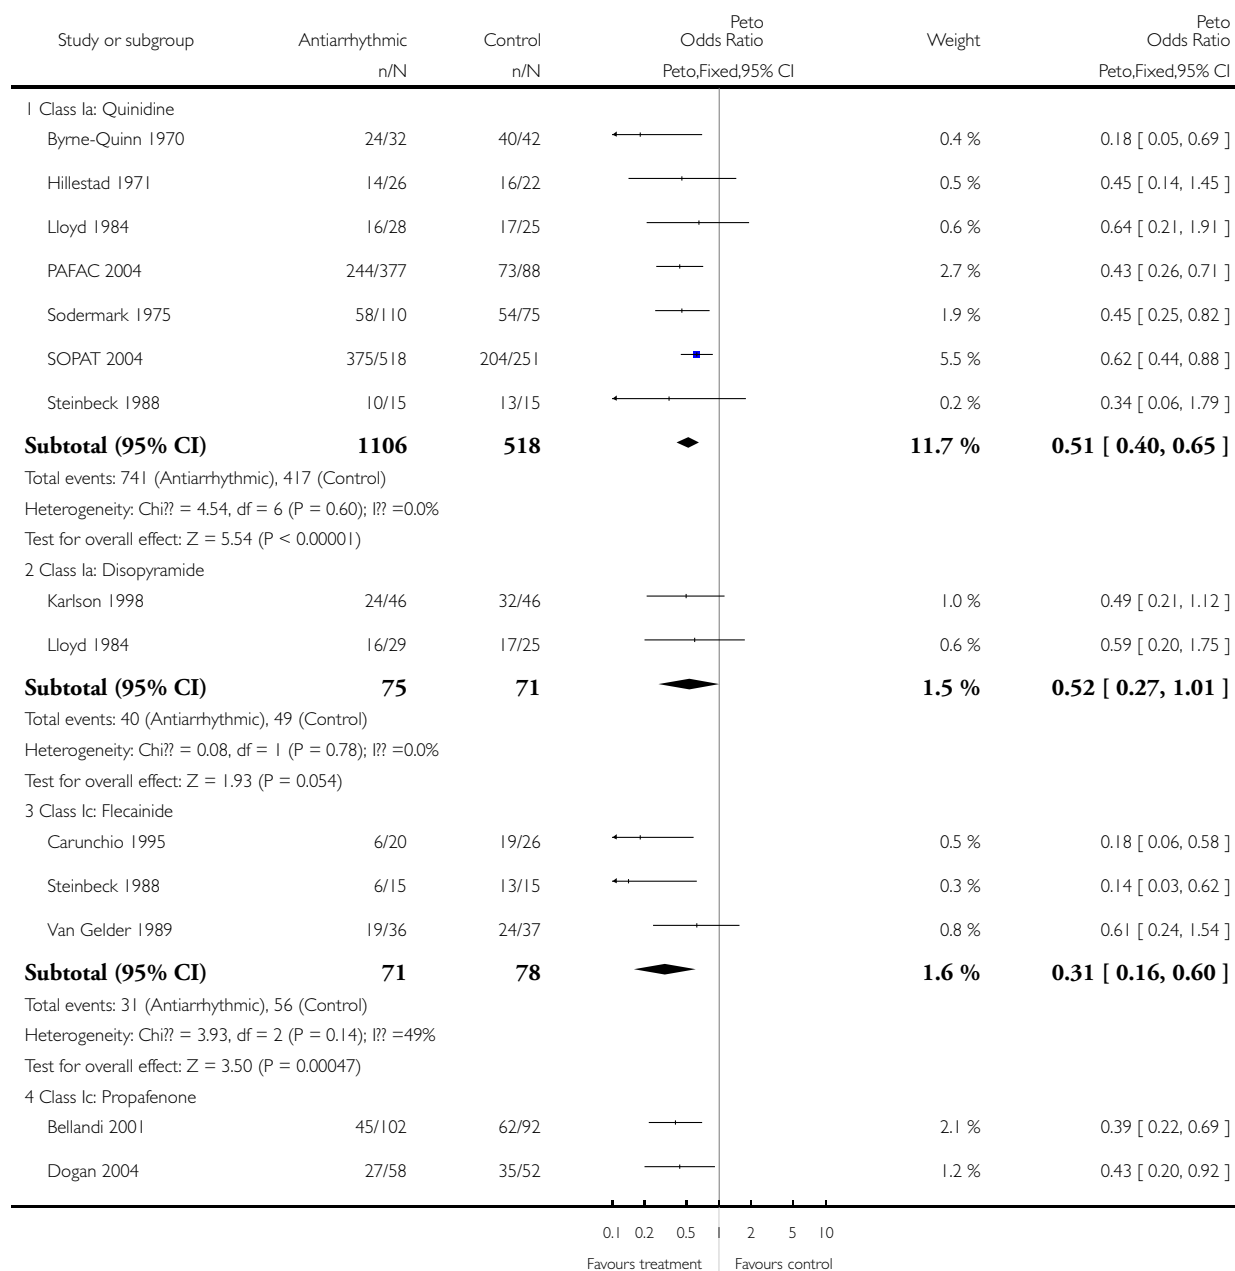 Peto Peto
Study or subgroup Antiarrhythmic Control Odds Ratio Weight Odds Ratio
n/N n/N Peto,Fixed,95% CI Peto,Fixed,95% CI
1 Class Ia: Quinidine
Byrne-Quinn 1970 24/32 40/42 0.4 % 0.18 [ 0.05, 0.69 ]
Hillestad 1971 14/26 16/22 0.5 % 0.45 [ 0.14, 1.45 ]
Lloyd 1984 16/28 17/25 0.6 % 0.64 [ 0.21, 1.91 ]
PAFAC 2004 244/377 73/88 2.7 % 0.43 [ 0.26, 0.71 ]
Sodermark 1975 58/110 54/75 1.9 % 0.45 [ 0.25, 0.82 ]
SOPAT 2004 375/518 204/251 5.5 % 0.62 [ 0.44, 0.88 ]
Steinbeck 1988 10/15 13/15 0.2 % 0.34 [ 0.06, 1.79 ]
Subtotal (95% CI) 1106 518 11.7 % 0.51 [ 0.40, 0.65 ]
Total events: 741 (Antiarrhythmic), 417 (Control)
Heterogeneity: Chi?? = 4.54, df = 6 (P = 0.60); I?? =0.0%
Test for overall effect: Z = 5.54 (P < 0.00001)
2 Class Ia: Disopyramide
Karlson 1998 24/46 32/46 1.0 % 0.49 [ 0.21, 1.12 ]
Lloyd 1984 16/29 17/25 0.6 % 0.59 [ 0.20, 1.75 ]
Subtotal (95% CI) 75 71 1.5 % 0.52 [ 0.27, 1.01 ]
Total events: 40 (Antiarrhythmic), 49 (Control)
Heterogeneity: Chi?? = 0.08, df = 1 (P = 0.78); I?? =0.0%
Test for overall effect: Z = 1.93 (P = 0.054)
3 Class Ic: Flecainide
Carunchio 1995 6/20 19/26 0.5 % 0.18 [ 0.06, 0.58 ]
Steinbeck 1988 6/15 13/15 0.3 % 0.14 [ 0.03, 0.62 ]
Van Gelder 1989 19/36 24/37 0.8 % 0.61 [ 0.24, 1.54 ]
Subtotal (95% CI) 71 78 1.6 % 0.31 [ 0.16, 0.60 ]
Total events: 31 (Antiarrhythmic), 56 (Control)
Heterogeneity: Chi?? = 3.93, df = 2 (P = 0.14); I?? =49%
Test for overall effect: Z = 3.50 (P = 0.00047)
4 Class Ic: Propafenone
Bellandi 2001 45/102 62/92 2.1 % 0.39 [ 0.22, 0.69 ]
Dogan 2004 27/58 35/52 1.2 % 0.43 [ 0.20, 0.92 ]
0.1 0.2 0.5 1 2 5 10
Favours treatment Favours control